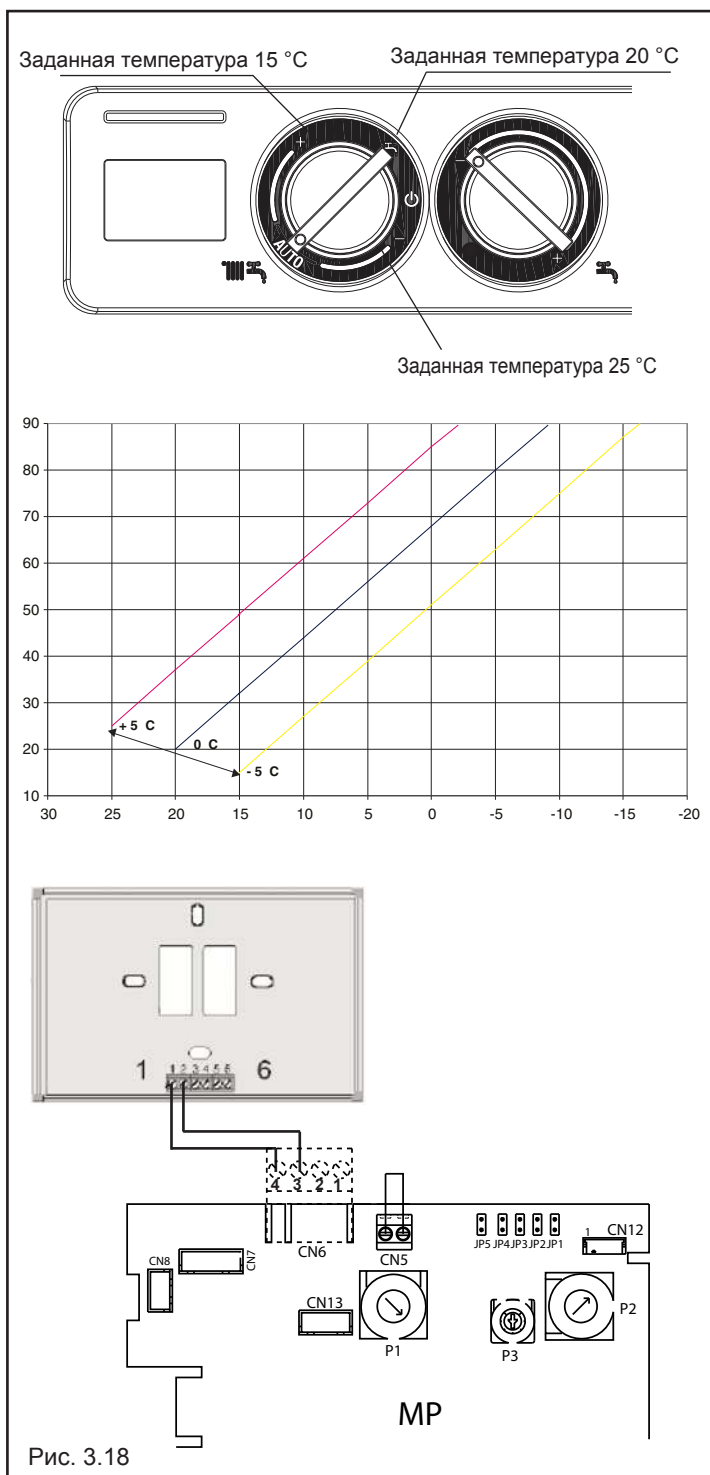 Заданная температура 15 °C
Заданная температура 20 °C
+
−
AUTO
−
+
Заданная температура 25 °C
90
80
70
60
50
40
30
20
10
+5 C
0 C
-5 C
30 25 20 15 10 5 0 -5 -10 -15 -20
1 1 2 3 4 5 6 6
4 3 2 1
CN6
CN5
JP5 JP4 JP3 JP2 JP1
1 CN12
CN8
CN7
CN13
P1
P3
P2
MP
Рис. 3.18